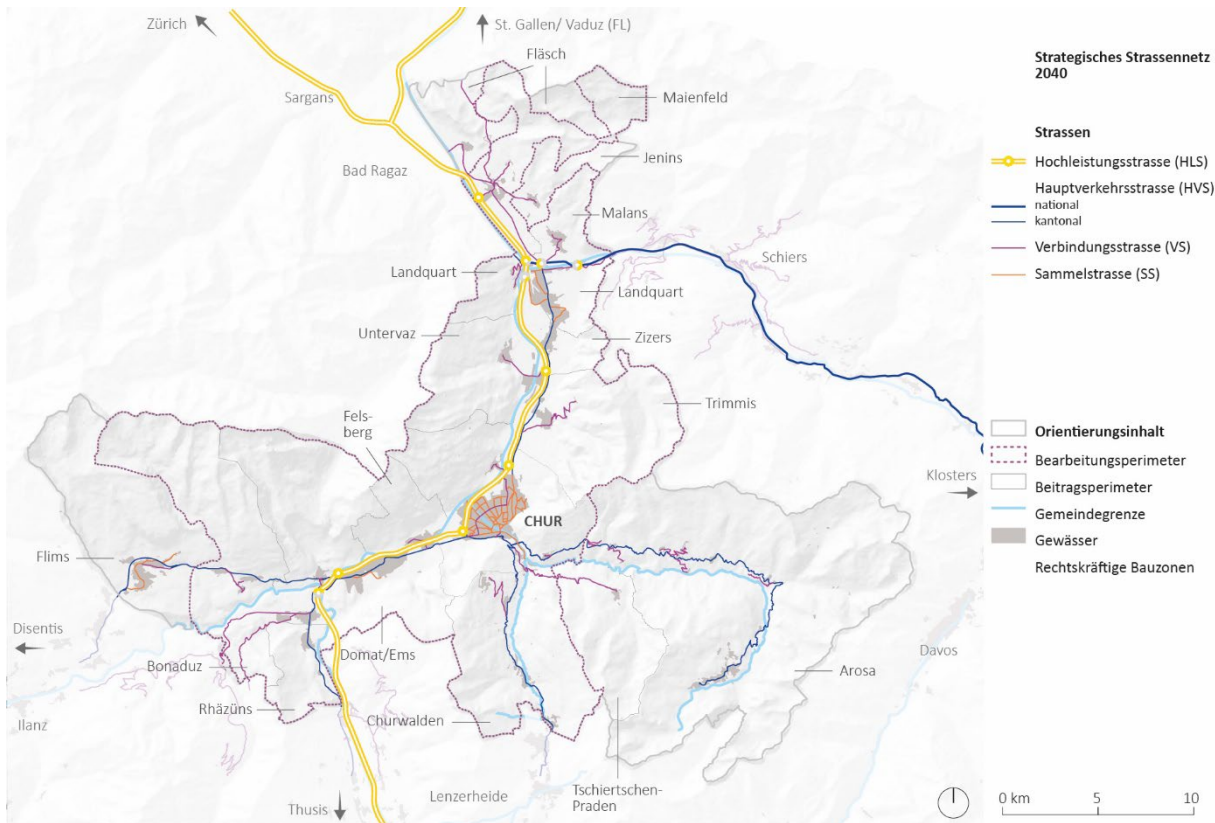 Zürich
St. Gallen/ Vaduz (FL)
Fläsch
Maienfeld
Sargans
Jenins
Bad Ragaz
Malans
Schiers
Landquart
Landquart
Untervaz
Zizers
Trimmis
Fels-
berg
Klosters
CHUR
Flims
Disentis
Domat/Ems
Davos
Bonaduz
Arosa
Rhäzüns
Ilanz
Churwalden
Tschiertschen-
Praden
Lenzerheide
Thusis
Strategisches Strassennetz
2040
Strassen
Hochleistungsstrasse (HLS)
Hauptverkehrsstrasse (HVS)
national
kantonal
Verbindungsstrasse (VS)
Sammelstrasse (SS)
Orientierungsinhalt
Bearbeitungsperimeter
Beitragsperimeter
Gemeindegrenze
Gewässer
Rechtskräftige Bauzonen
0 km 5 10